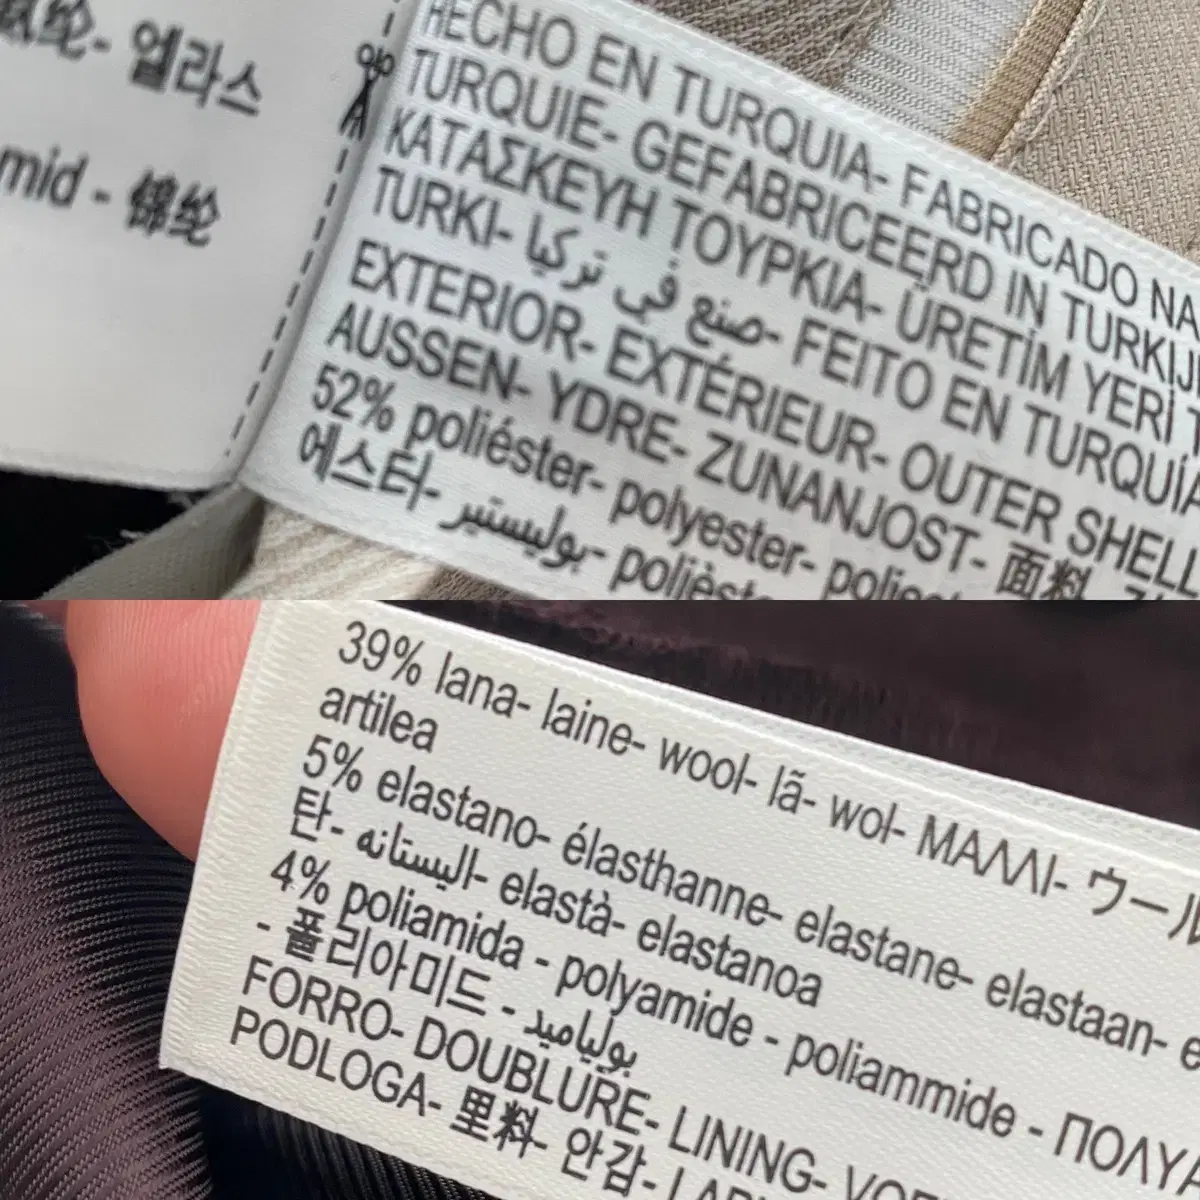 엘라스
mid - 锦纶
HECHO EN TURQUIA- FABRICADO NA
TURQUIE- GEFABRICEERD IN TURKIJE
ΚΑΤΑΣΚΕΥΗ ΤΟΥΡΚΙΑ- ÜRETİM YERİ
TURKI- صنع في تركيا- FEITO EN TURQUÍA
EXTERIOR- EXTÉRIEUR- OUTER SHELL
AUSSEN- YDRE- ZUNANJOST- 面料
52% poliéster- polyester-
에스터- بوليستير-
39% lana- laine- wool- lã- wol- ΜΑΛΛΙ- ウール
artilea
5% elastano- élasthanne- elastane- elastaan-
탄- اليستانه- elastà- elastanoa
4% poliamida - polyamide - poliammide - ΠΟΛΥΑ
- 폴리아미드 - بولياميد
FORRO- DOUBLURE- LINING-
PODLOGA- 里料- 안감-